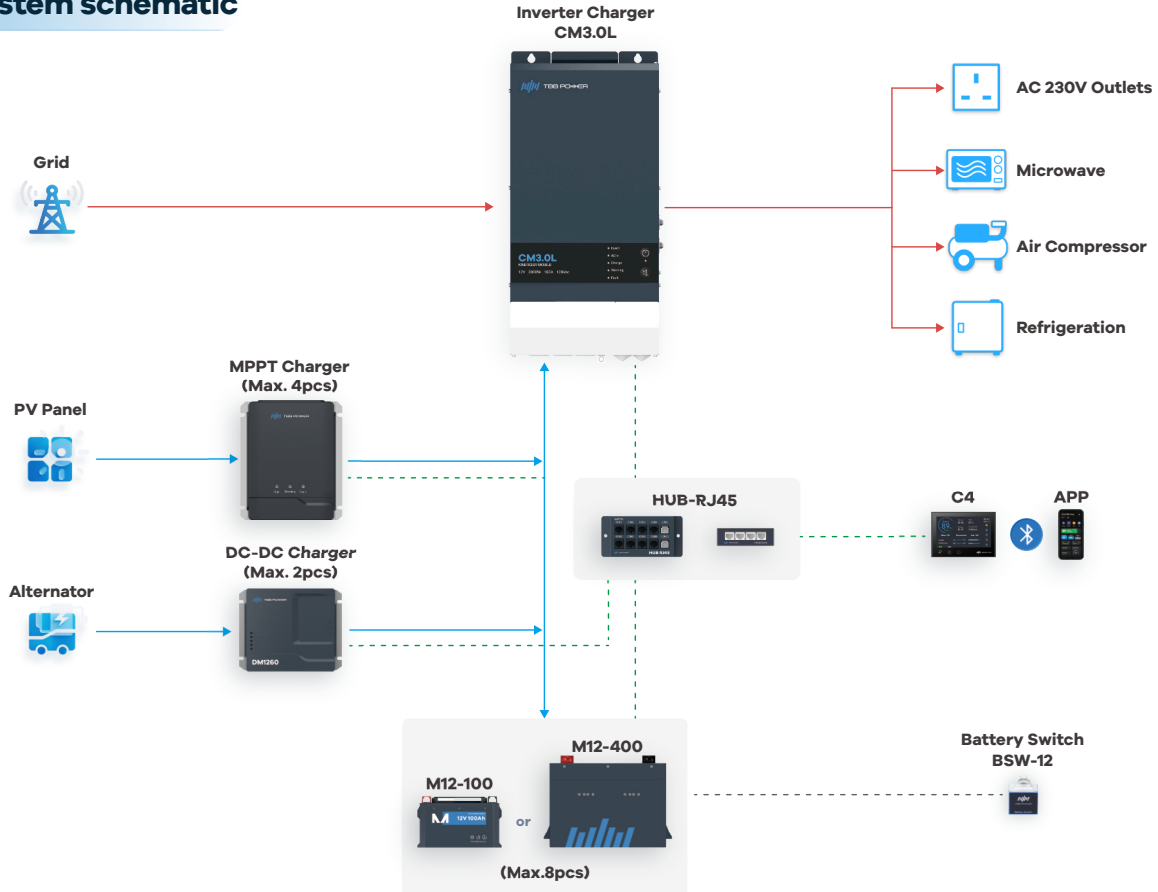 stem schematic
Inverter Charger
CM3.0L
TBB POWER
CM3.0L
AC 230V Outlets
Microwave
Air Compressor
Refrigeration
Grid
MPPT Charger
(Max. 4pcs)
PV Panel
HUB-RJ45
HUB-RJ45
C4
APP
DC-DC Charger
(Max. 2pcs)
Alternator
DM1260
M12-400
M12-100
M
12V 100Ah
or
(Max.8pcs)
Battery Switch
BSW-12